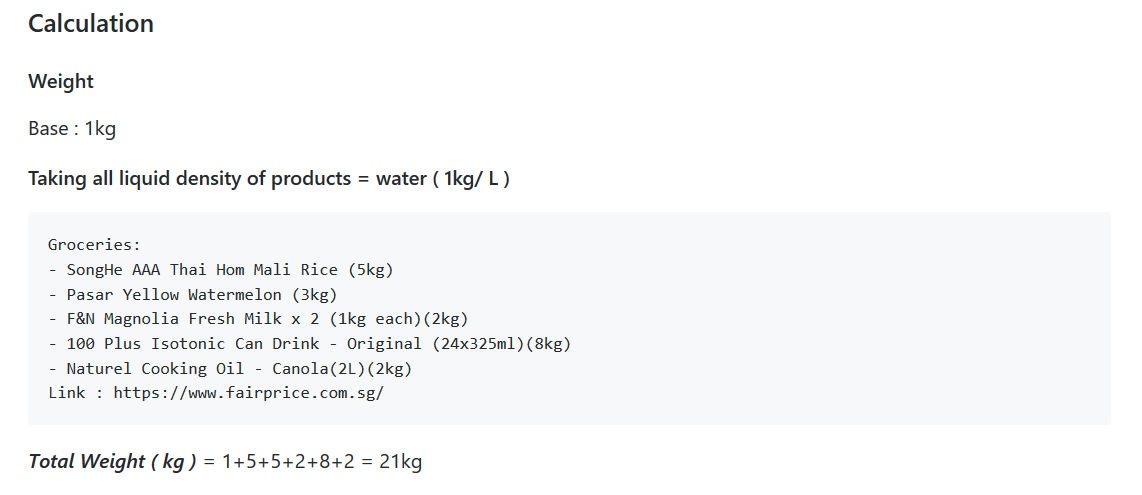 Calculation
Weight
Base : 1kg
Taking all liquid density of products = water ( 1kg/ L )
Groceries:
- SongHe AAA Thai Hom Mali Rice (5kg)
- Pasar Yellow Watermelon (3kg)
- F&N Magnolia Fresh Milk x 2 (1kg each)(2kg)
- 100 Plus Isotonic Can Drink - Original (24x325ml)(8kg)
- Naturel Cooking Oil - Canola(2L)(2kg)
Link : https://www.fairprice.com.sg/
Total Weight ( kg ) = 1+5+5+2+8+2 = 21kg